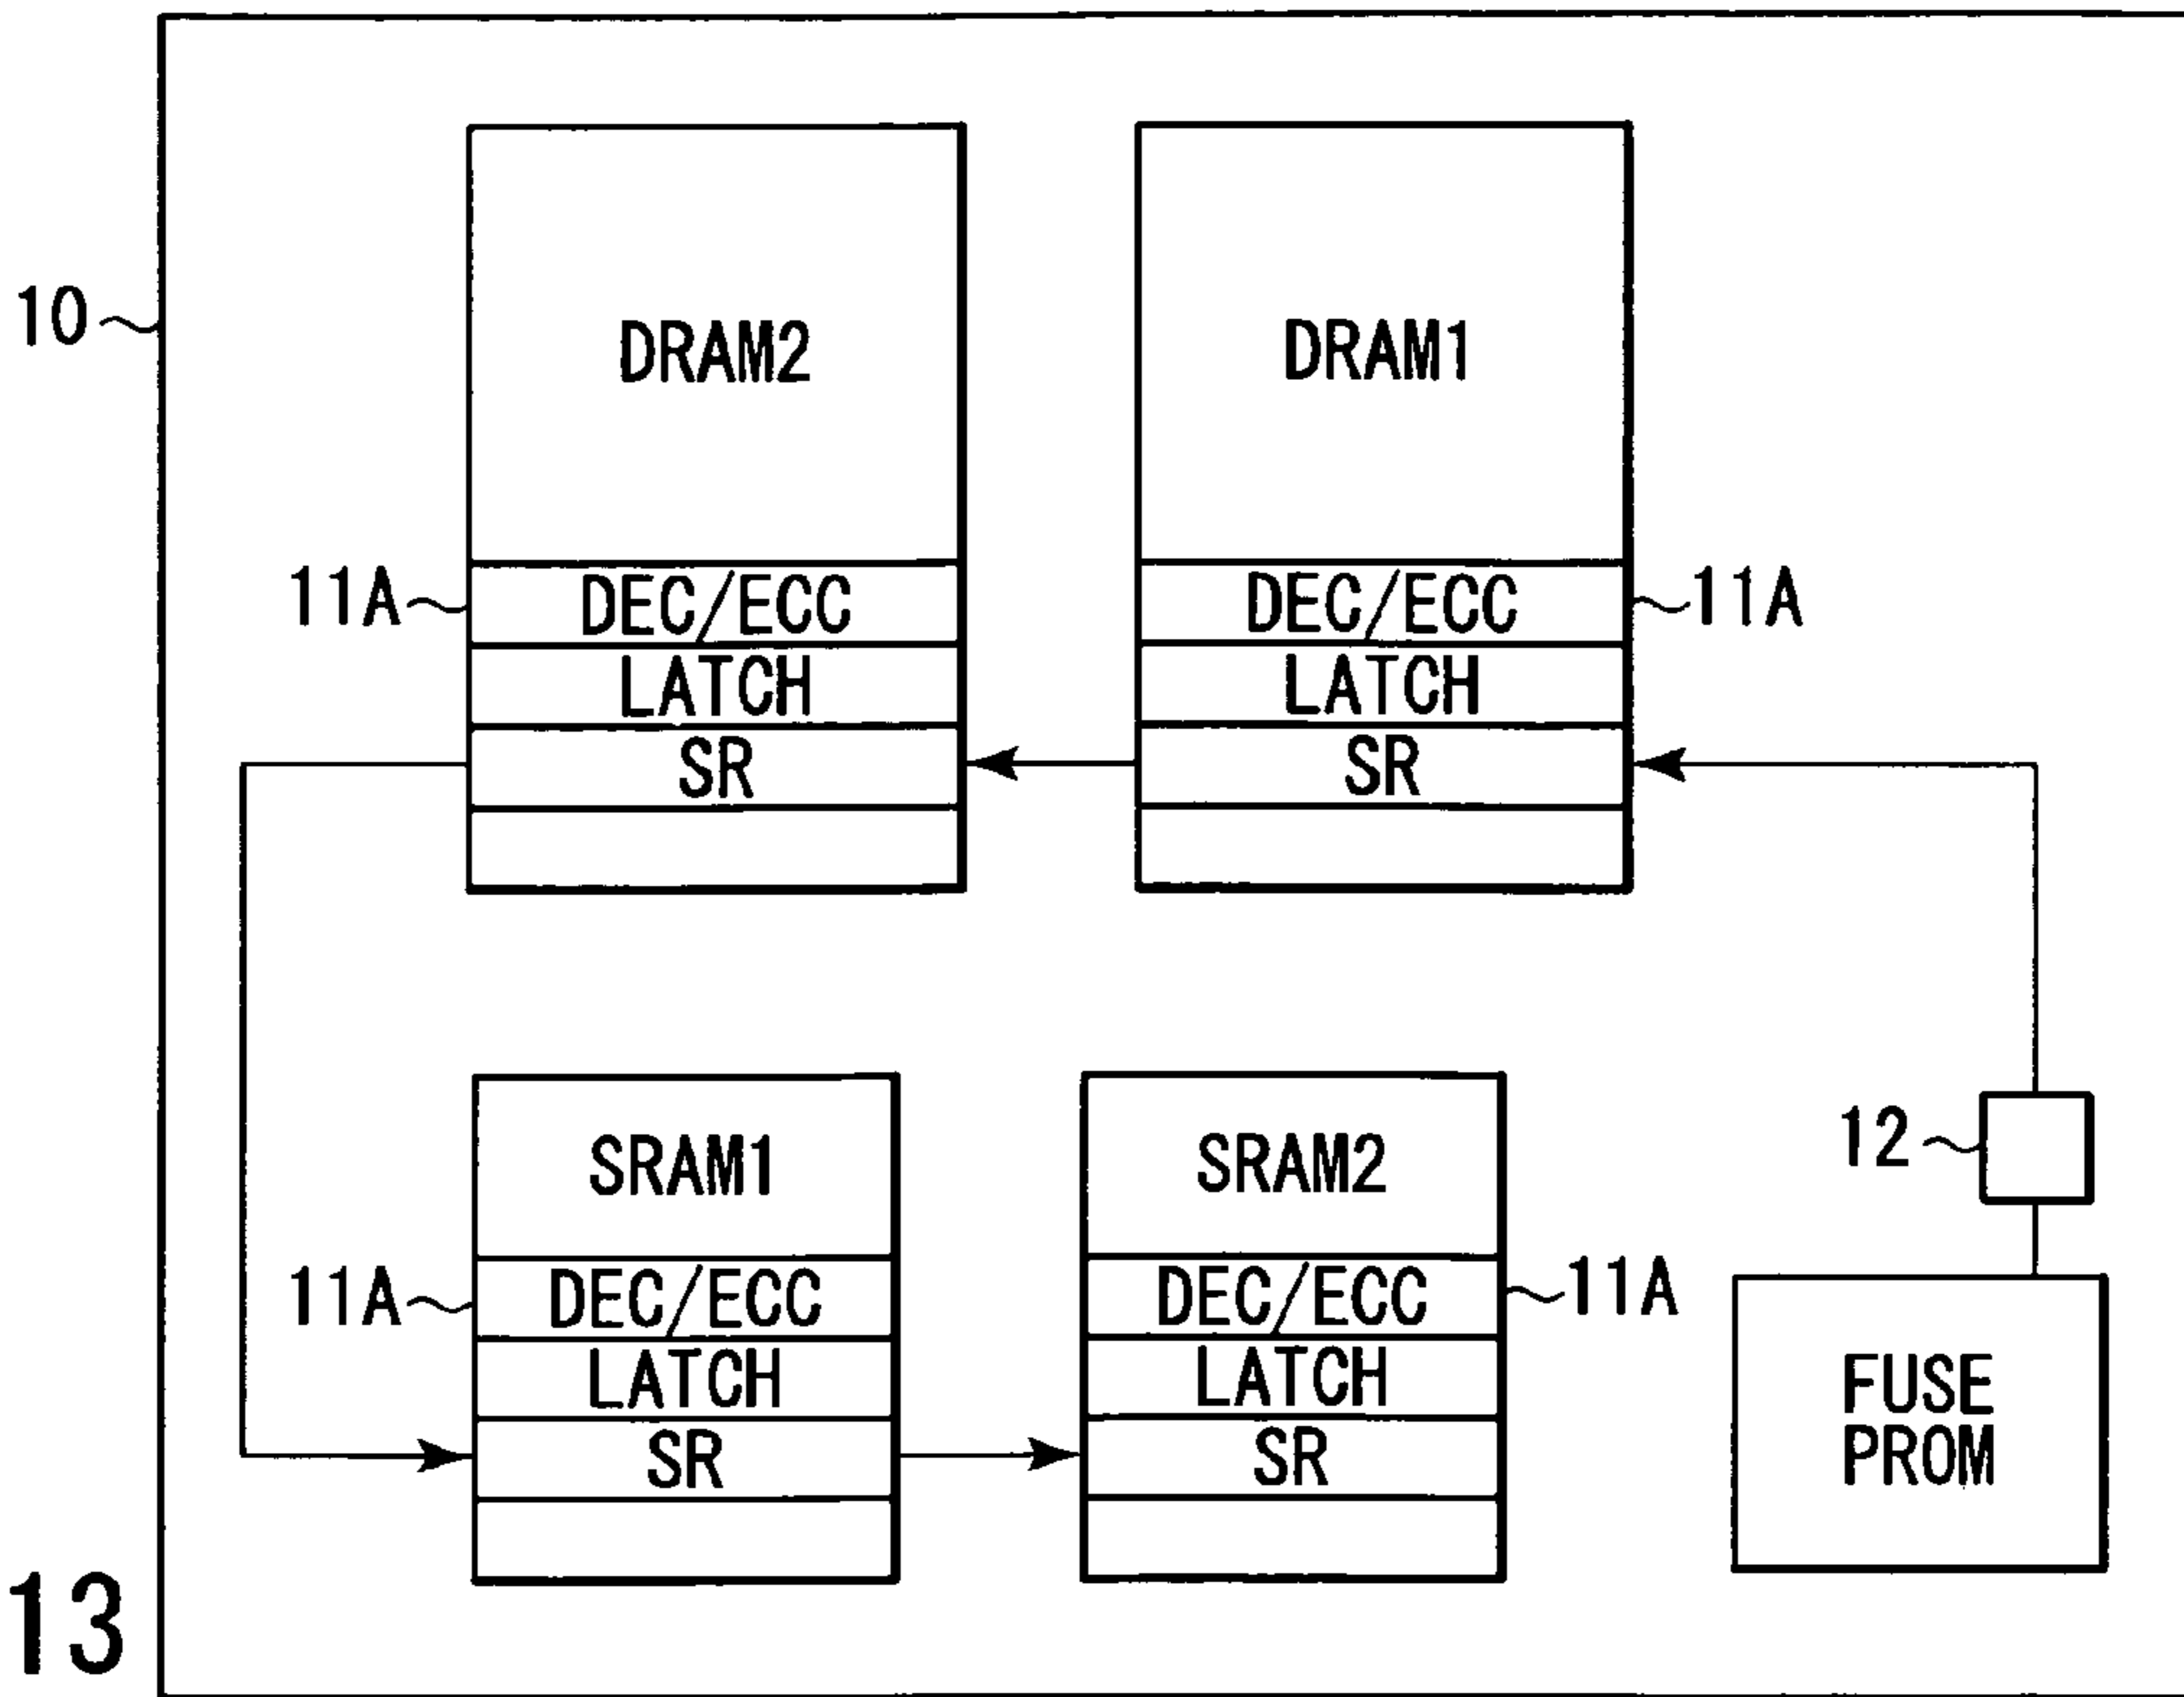 10
DRAM2
DRAM1
11A
DEC/ECC
DEC/ECC
11A
LATCH
LATCH
SR
SR
SRAM1
SRAM2
12
11A
DEC/ECC
DEC/ECC
11A
LATCH
LATCH
FUSE
PROM
SR
SR
13